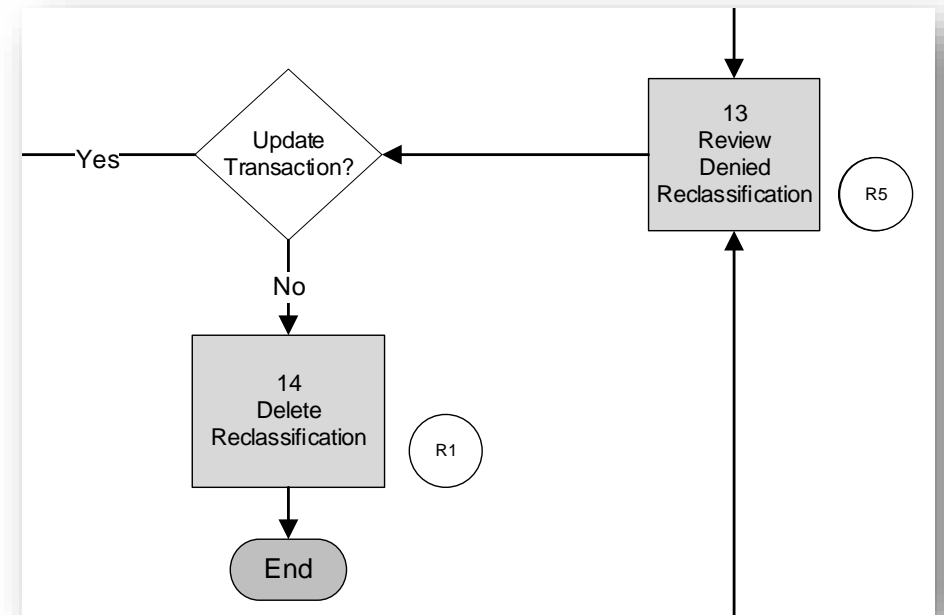 13
Review
Denied
Reclassification
R5
Update
Transaction?
Yes
No
14
Delete
Reclassification
R1
End